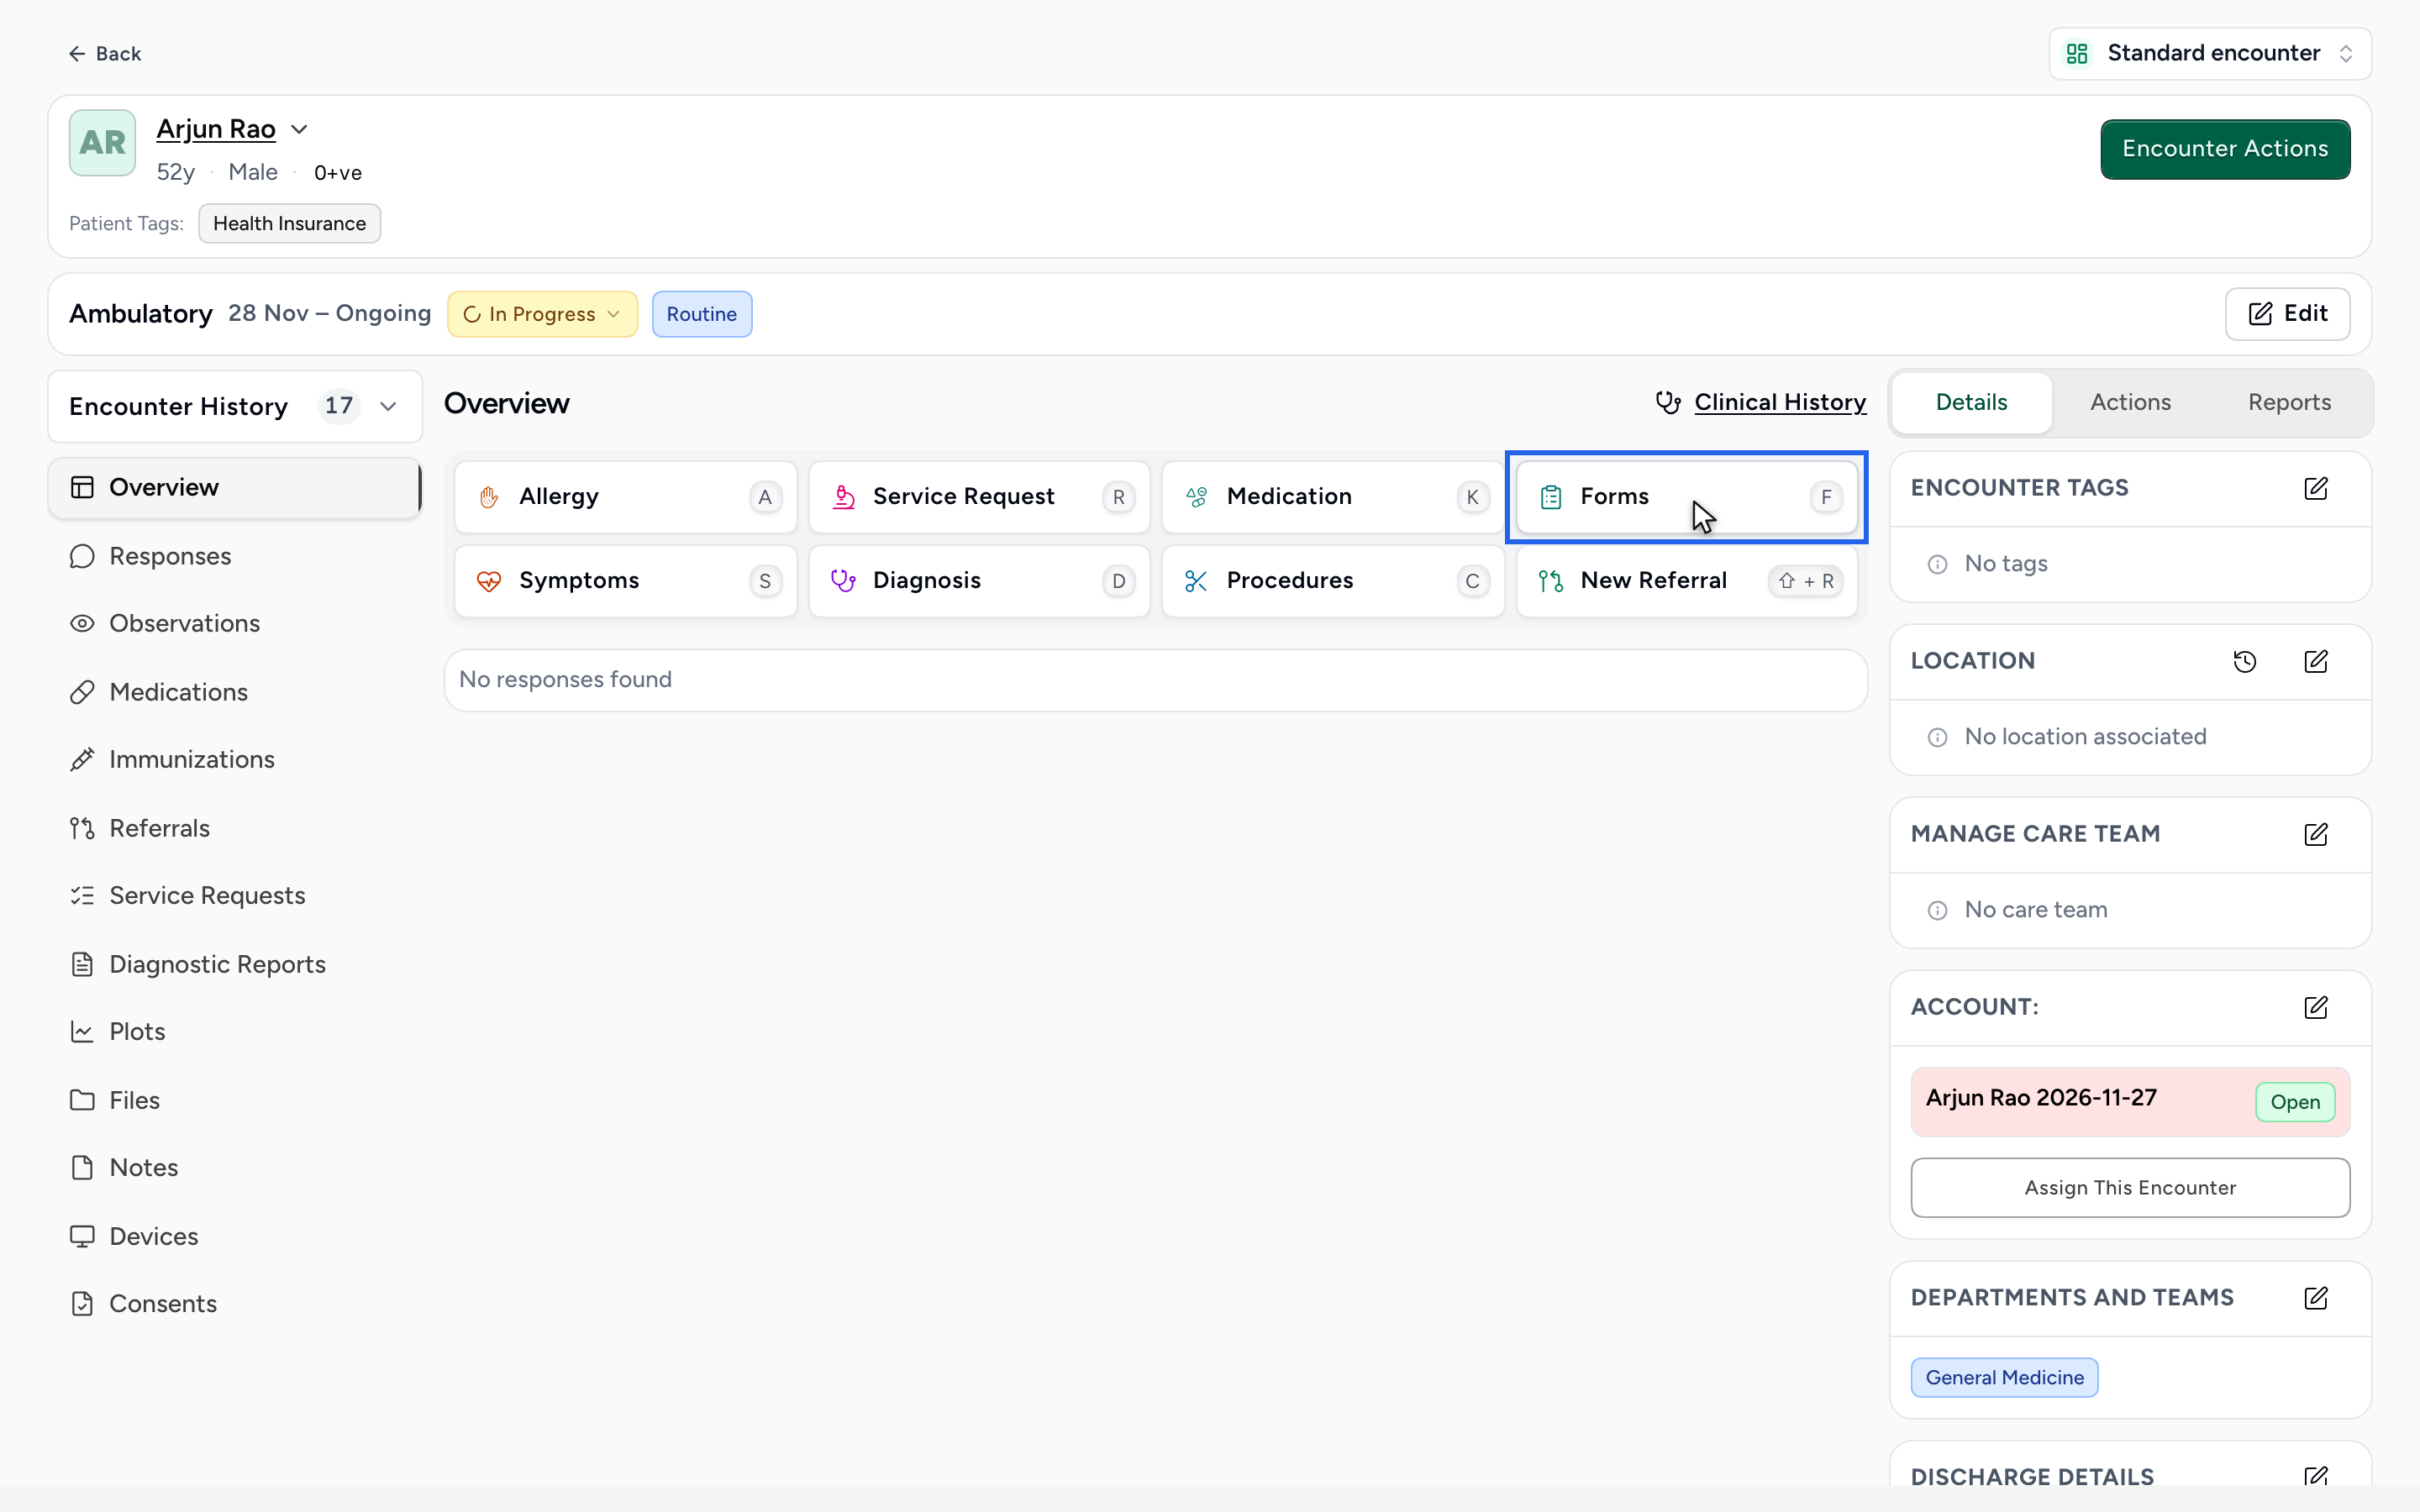 Back
Standard encounter
AR
Arjun Rao
52y · Male · 0+ve
Encounter Actions
Patient Tags: Health Insurance
Ambulatory 28 Nov – Ongoing In Progress Routine
Edit
Encounter History 17
Overview
Responses
Observations
Medications
Immunizations
Referrals
Service Requests
Diagnostic Reports
Plots
Files
Notes
Devices
Consents
Overview
Clinical History
Allergy A
Service Request R
Medication K
Forms F
Symptoms S
Diagnosis D
Procedures C
New Referral ⇧ + R
No responses found
Details
Actions
Reports
ENCOUNTER TAGS
No tags
LOCATION
No location associated
MANAGE CARE TEAM
No care team
ACCOUNT:
Arjun Rao 2026-11-27 Open
Assign This Encounter
DEPARTMENTS AND TEAMS
General Medicine
DISCHARGE DETAILS